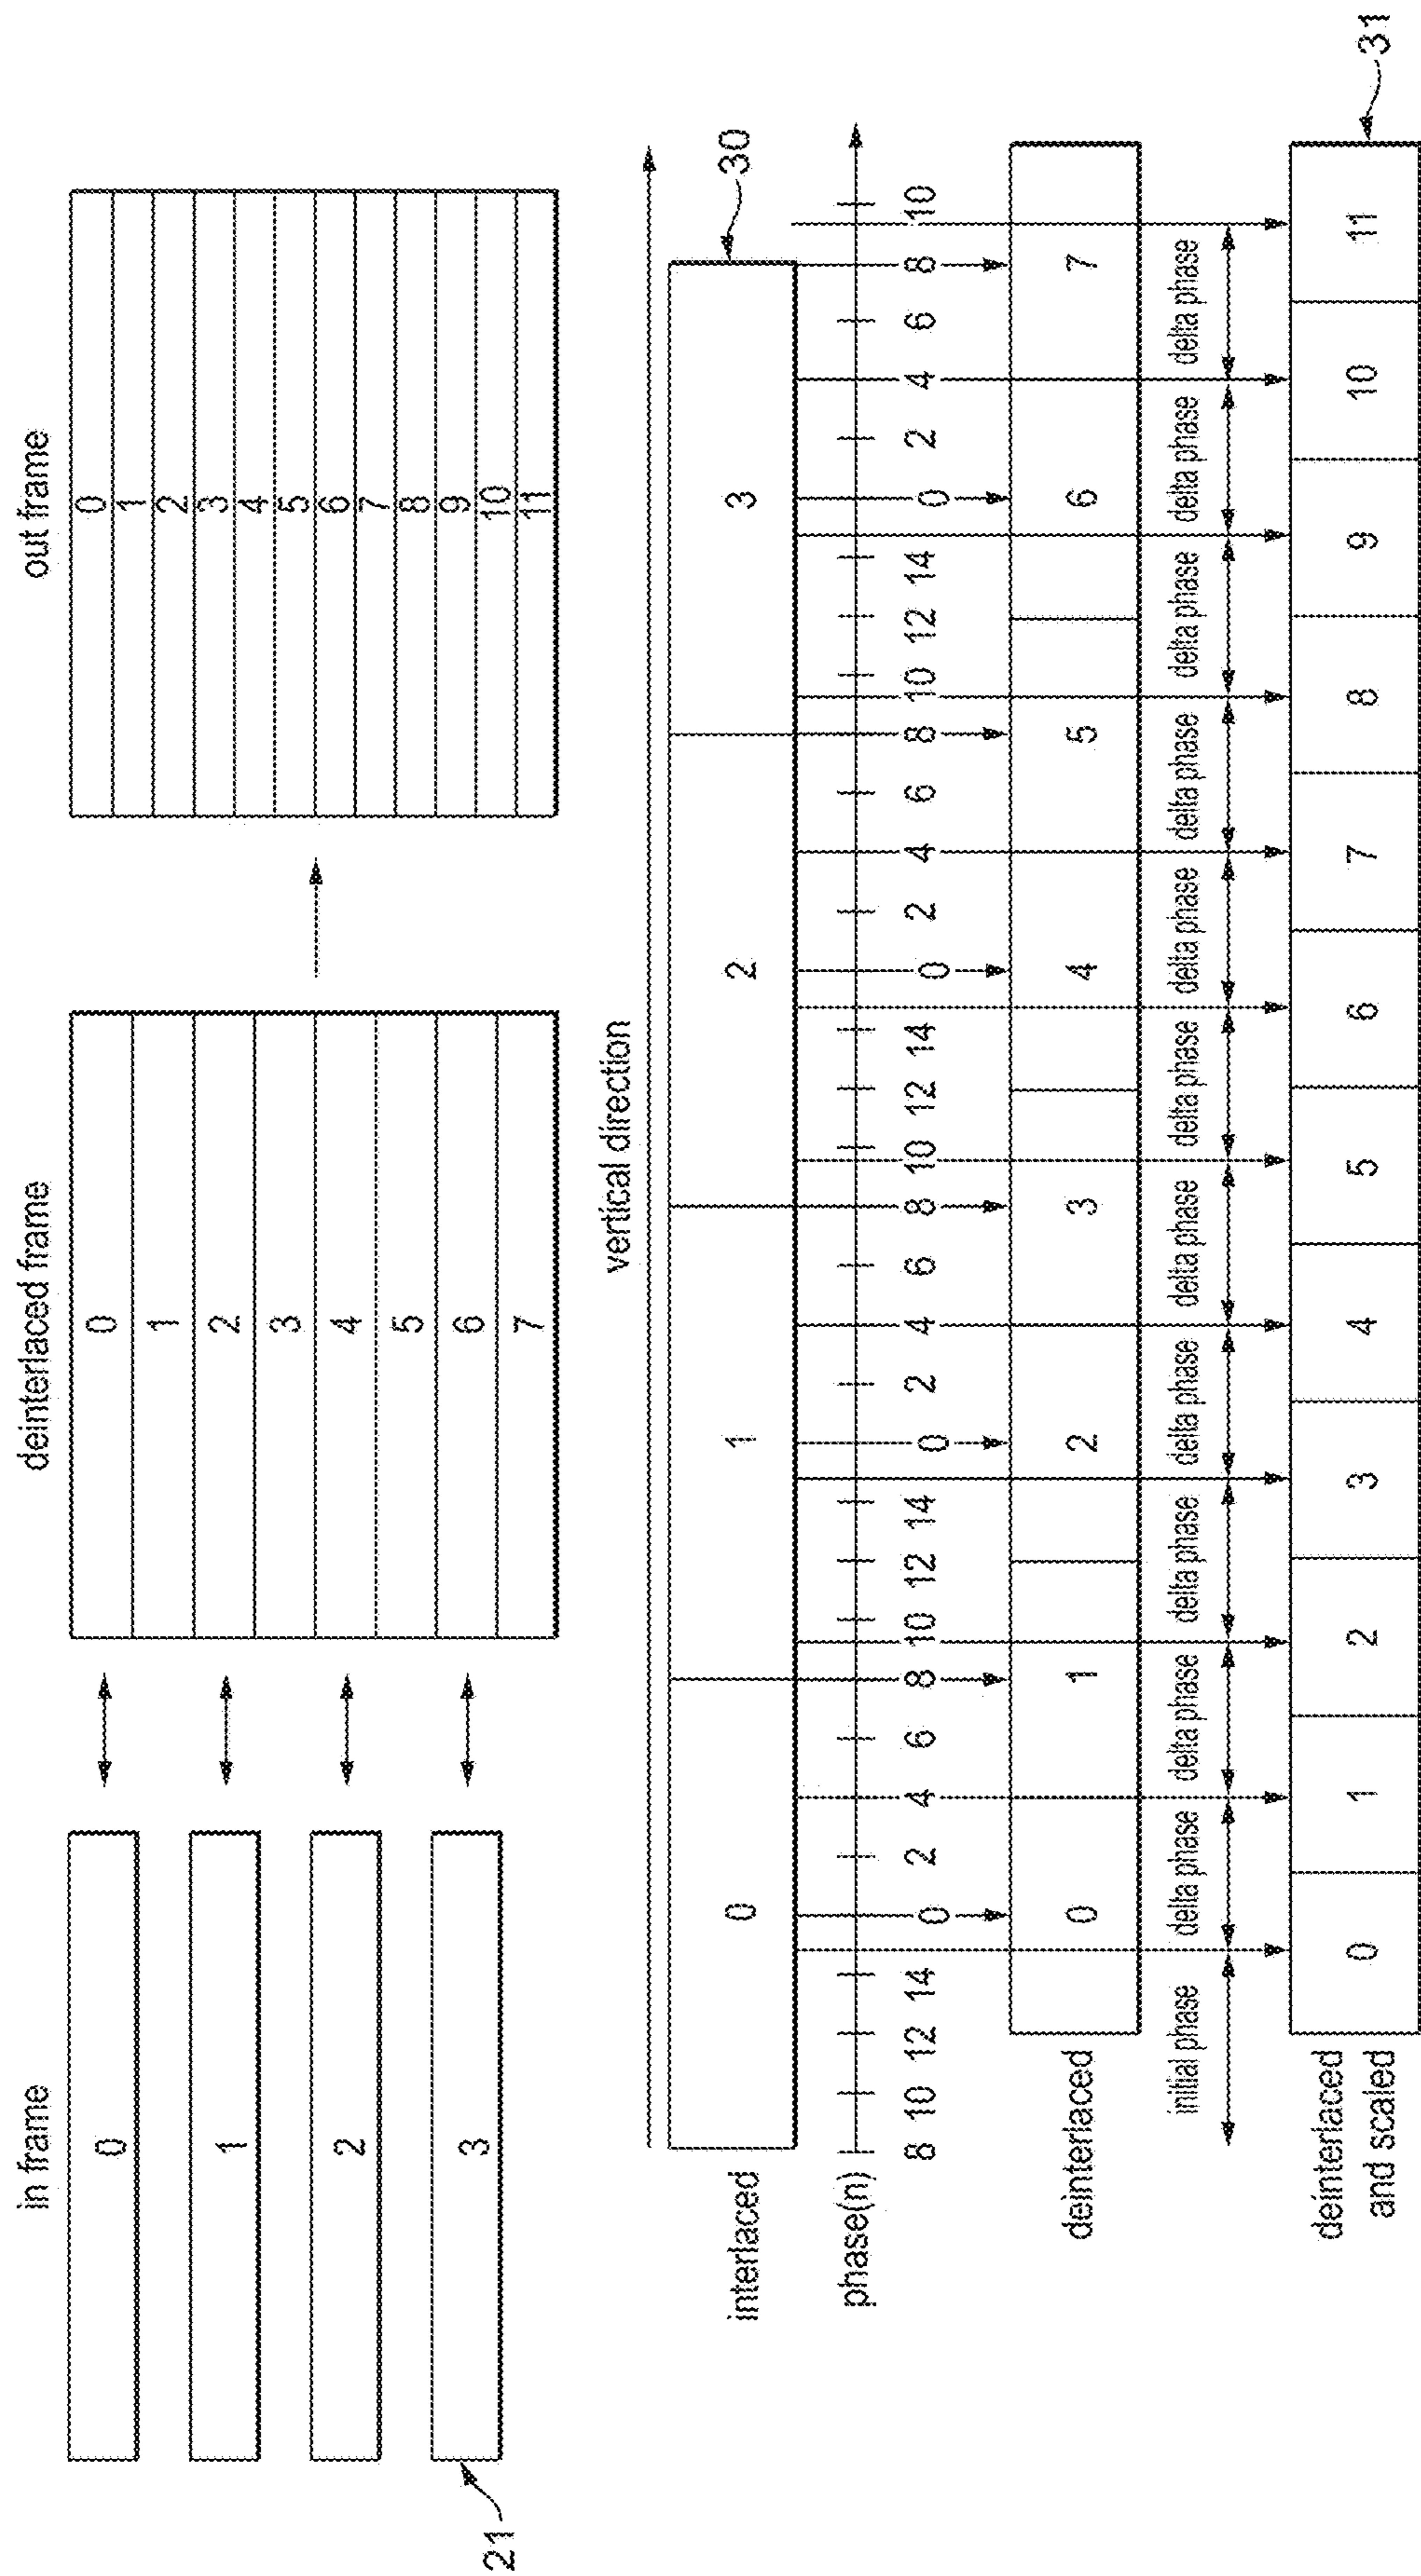 in frame
deinterlaced frame
out frame
0
1
2
3
21
0
1
2
3
4
5
6
7
0
1
2
3
4
5
6
7
8
9
10
11
vertical direction
interlaced
0
1
2
3
30
phase(n)
8 10 12 14 0 2 4 6 8 10 12 14 0 2 4 6 8 10 12 14 0 2 4 6 8 10 12 14 0 2 4 6 8 10
deinterlaced
0
1
2
3
4
5
6
7
initial phase
delta phase
delta phase
delta phase
delta phase
delta phase
delta phase
delta phase
delta phase
delta phase
delta phase
delta phase
deinterlaced
and scaled
0
1
2
3
4
5
6
7
8
9
10
11
31